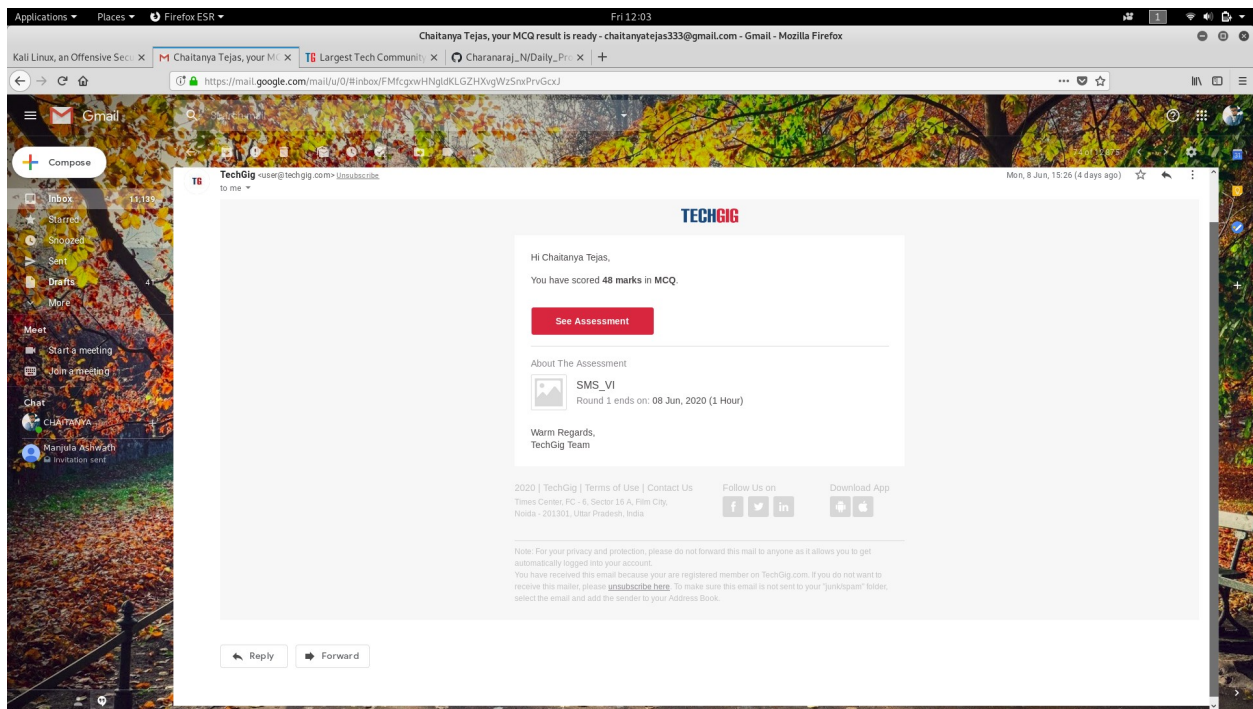 Applications Places Firefox ESR Fri 12:03 1
Chaitanya Tejas, your MCQ result is ready - chaitanyatejas333@gmail.com - Gmail - Mozilla Firefox
Kali Linux, an Offensive Secu Chaitanya Tejas, your MC TG Largest Tech Community Charanaraj_N/Daily_Pro
https://mail.google.com/mail/u/0/#inbox/FMfcgxwHNgldKLGZHXvgWzSnxPrvGcxJ
Gmail
Compose
Inbox 11,139
Starred
Snoozed
Sent
Drafts 41
More
Meet
Start a meeting
Join a meeting
Chat
CHAITANYA
Manjula Ashwath
Invitation sent
TG TechGig <user@techgig.com> Unsubscribe Mon, 8 Jun, 15:26 (4 days ago)
to me
TECHGIG
Hi Chaitanya Tejas,
You have scored 48 marks in MCQ.
See Assessment
About The Assessment
SMS_VI
Round 1 ends on: 08 Jun, 2020 (1 Hour)
Warm Regards,
TechGig Team
2020 | TechGig | Terms of Use | Contact Us Follow Us on Download App
Times Center, FC - 6, Sector 16 A, Film City,
Noida - 201301, Uttar Pradesh, India
Note: For your privacy and protection, please do not forward this mail to anyone as it allows you to get
automatically logged into your account.
You have received this email because your are registered member on TechGig.com. If you do not want to
receive this mailer, please unsubscribe here. To make sure this email is not sent to your "junk/spam" folder,
select the email and add the sender to your Address Book.
Reply Forward